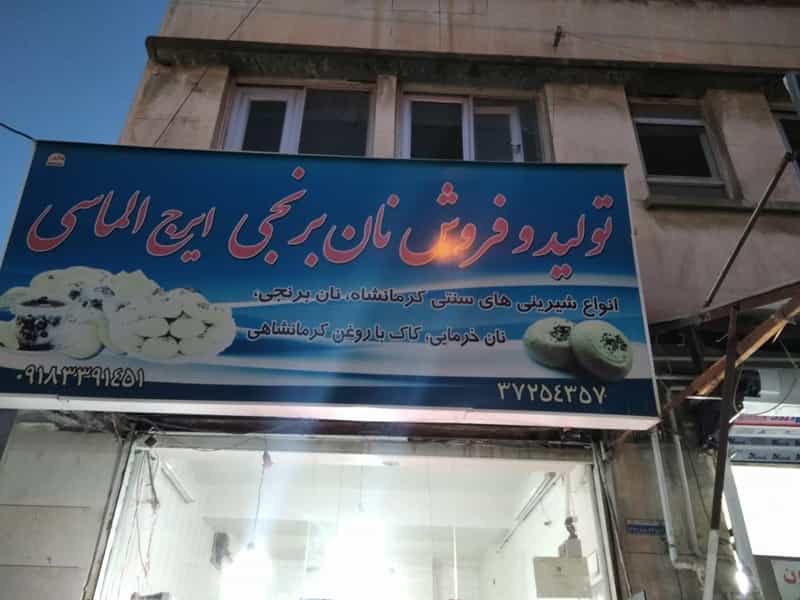 تولید و فروش نان برنجی ایرج الماسی
انواع شیرینی های سنتی کرمانشاه، نان برنجی،
نان خرمایی، کاک با روغن کرمانشاهی
۰۹۱۸۳۳۹۱۴۵۱
۳۷۲۵۴۳۵۷